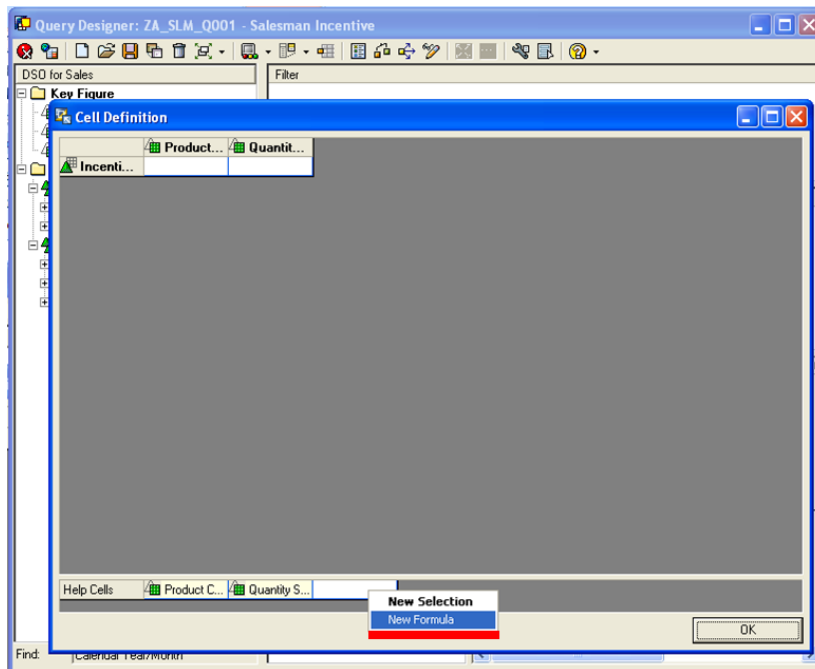 Query Designer: ZA_SLM_Q001 - Salesman Incentive
DSO for Sales
Filter
Key Figure
Cell Definition
Product... Quantit...
Incenti...
Help Cells Product C... Quantity S...
New Selection
New Formula
OK
Find: Calendar Year/Month